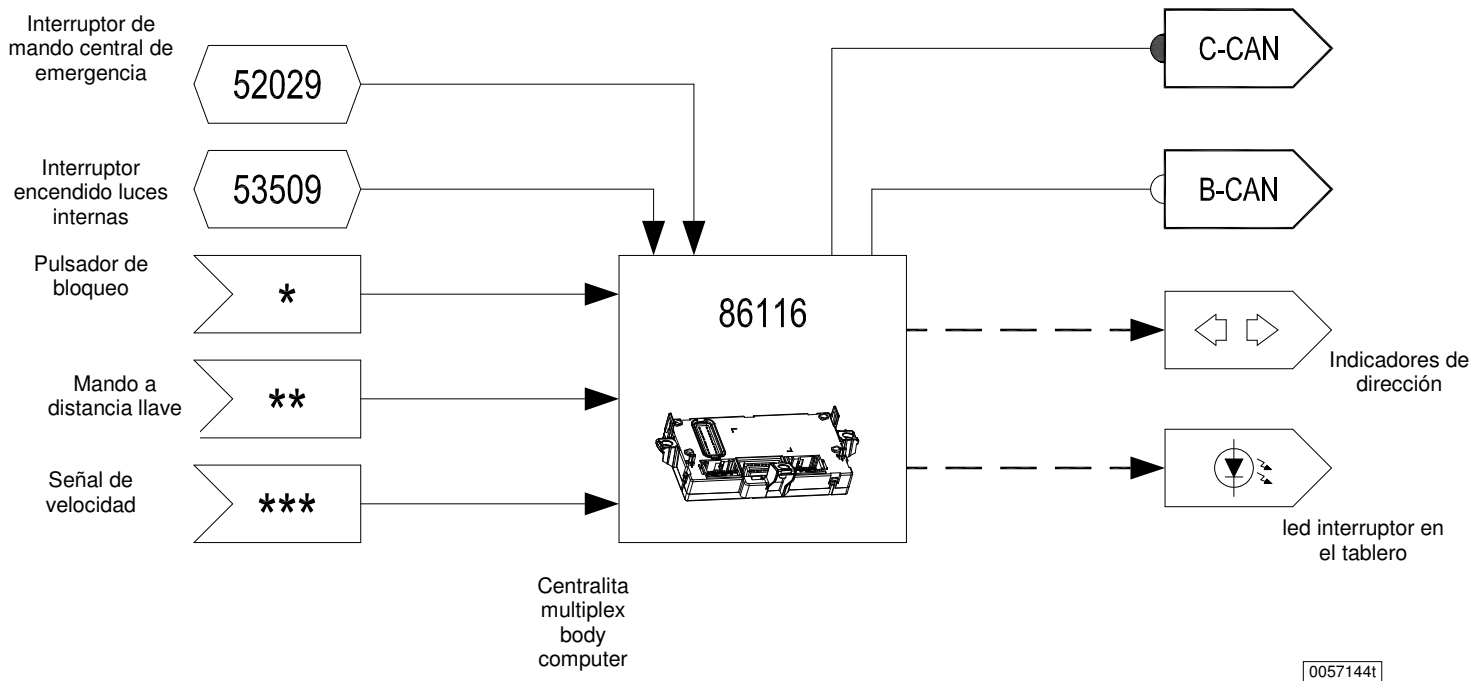 Interruptor de
mando central de
emergencia
52029
C-CAN
Interruptor
encendido luces
internas
53509
B-CAN
Pulsador de
bloqueo
*
86116
Indicadores de
dirección
Mando a
distancia llave
**
Señal de
velocidad
***
led interruptor en
el tablero
Centralita
multiplex
body
computer
0057144t